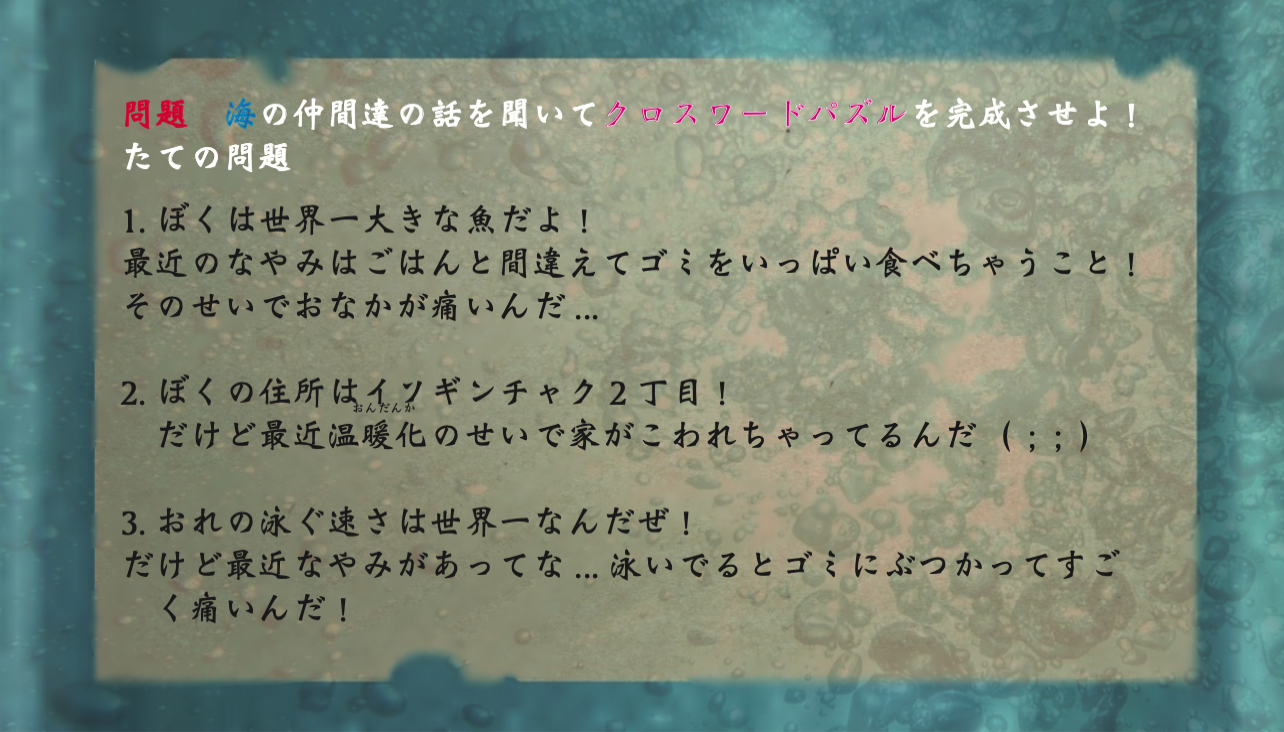 問題　海の仲間達の話を聞いてクロスワードパズルを完成させよ！
たての問題
1. ぼくは世界一大きな魚だよ！
最近のなやみはごはんと間違えてゴミをいっぱい食べちゃうこと！
そのせいでおなかが痛いんだ...
2. ぼくの住所はイソギンチャク２丁目！
おんだんか
だけど最近温暖化のせいで家がこわれちゃってるんだ（；；）
3. おれの泳ぐ速さは世界一なんだぜ！
だけど最近なやみがあってな...泳いでるとゴミにぶつかってすご
く痛いんだ！